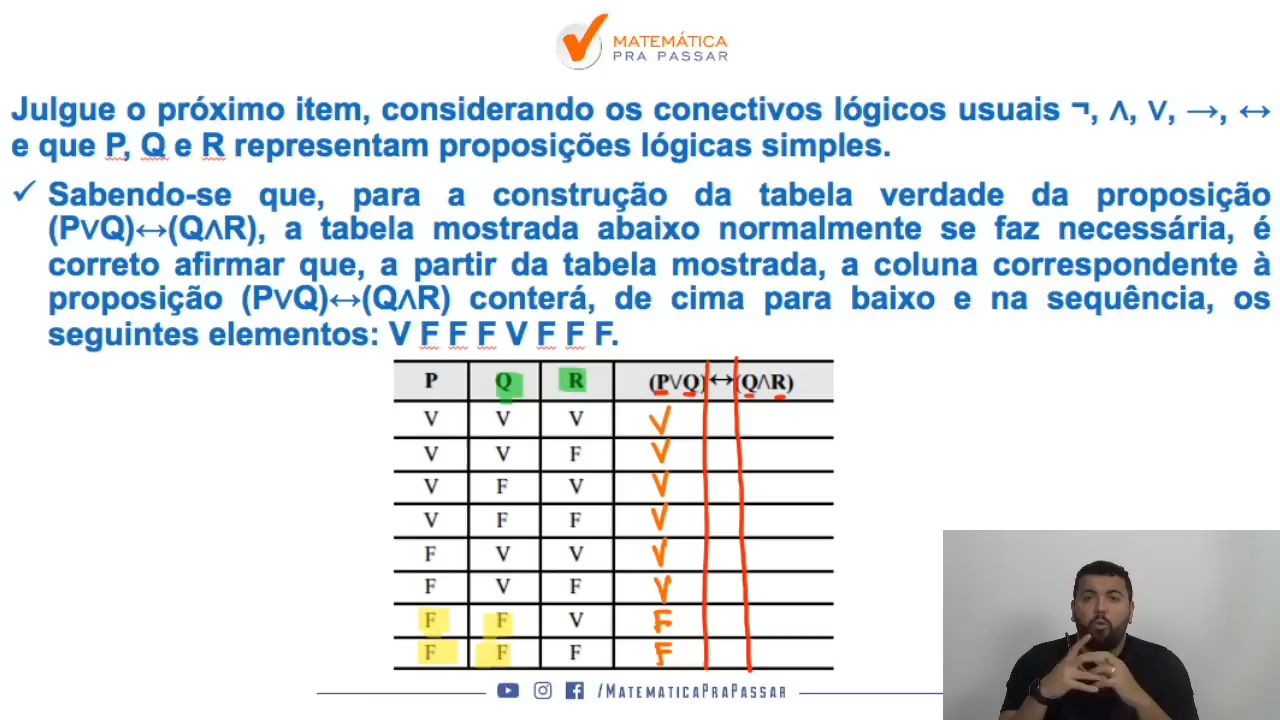 MATEMÁTICA
PRA PASSAR
Julgue o próximo item, considerando os conectivos lógicos usuais ¬, ∧, ∨, →, ↔
e que P, Q e R representam proposições lógicas simples.
✓ Sabendo-se que, para a construção da tabela verdade da proposição
(P∨Q)↔(Q∧R), a tabela mostrada abaixo normalmente se faz necessária, é
correto afirmar que, a partir da tabela mostrada, a coluna correspondente à
proposição (P∨Q)↔(Q∧R) conterá, de cima para baixo e na sequência, os
seguintes elementos: V F F F V F F F.
P Q R (P∨Q)↔(Q∧R)
V V V V
V V F V
V F V V
V F F V
F V V V
F V F V
F F V F
F F F F
/MATEMATICAPRAPASSAR